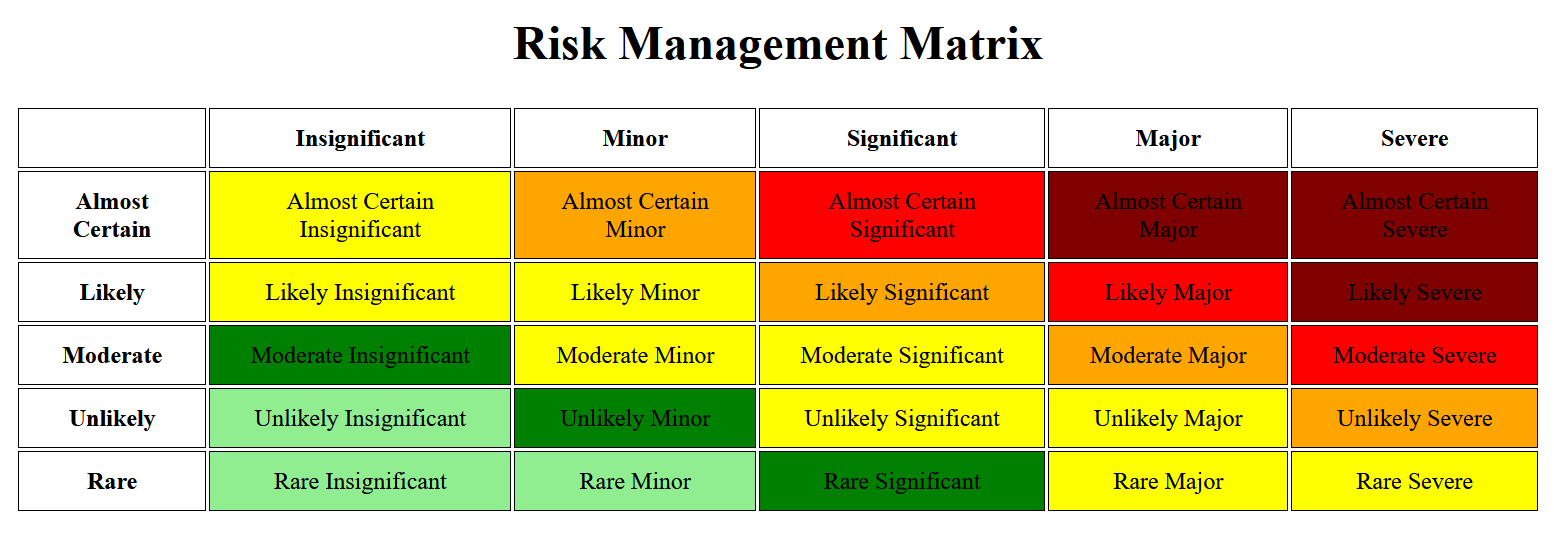 Risk Management Matrix
Insignificant Minor Significant Major Severe
Almost Certain
Almost Certain Insignificant
Almost Certain Minor
Almost Certain Significant
Almost Certain Major
Almost Certain Severe
Likely Likely Insignificant Likely Minor Likely Significant Likely Major Likely Severe
Moderate Moderate Insignificant Moderate Minor Moderate Significant Moderate Major Moderate Severe
Unlikely Unlikely Insignificant Unlikely Minor Unlikely Significant Unlikely Major Unlikely Severe
Rare Rare Insignificant Rare Minor Rare Significant Rare Major Rare Severe